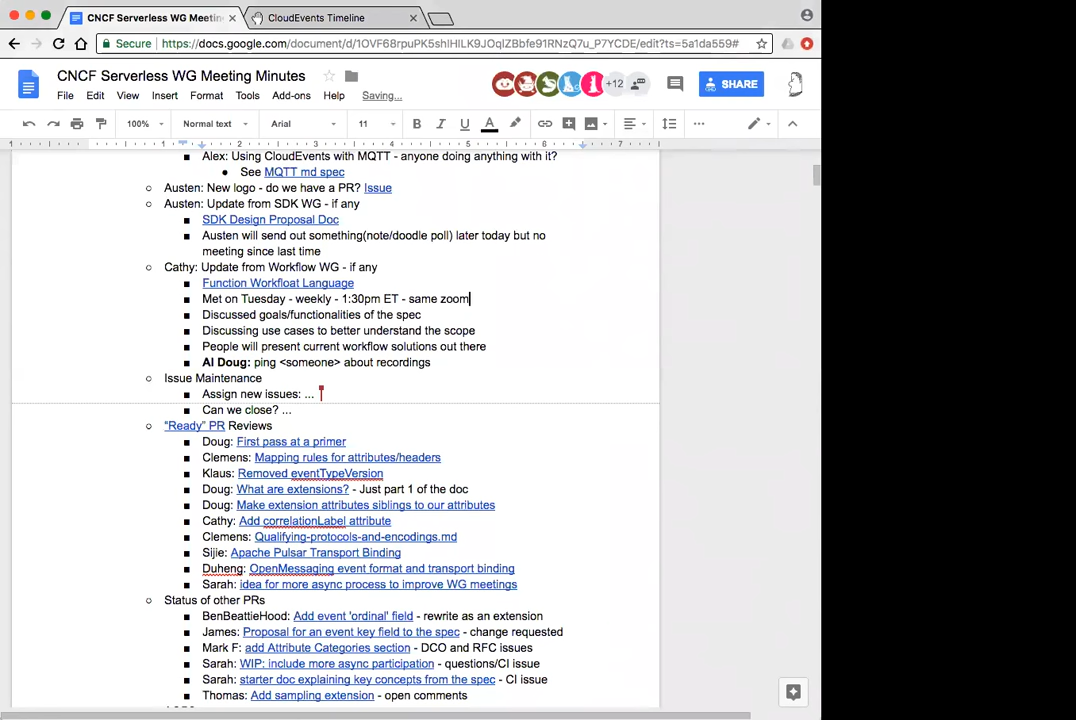 CNCF Serverless WG Meetin
CloudEvents Timeline
Secure
https://docs.google.com/document/d/1OVF68rpuPK5shIHlLK9JOqIZBbfe91RNzQ7u_P7YCDE/edit?ts=5a1da559#
CNCF Serverless WG Meeting Minutes
File Edit View Insert Format Tools Add-ons Help Saving...
+12
SHARE
100% Normal text Arial 11
1 1 2 3 4 5 6 7
Alex: Using CloudEvents with MQTT - anyone doing anything with it?
See MQTT md spec
Austen: New logo - do we have a PR? Issue
Austen: Update from SDK WG - if any
SDK Design Proposal Doc
Austen will send out something(note/doodle poll) later today but no
meeting since last time
Cathy: Update from Workflow WG - if any
Function Workfloat Language
Met on Tuesday - weekly - 1:30pm ET - same zoom
Discussed goals/functionalities of the spec
Discussing use cases to better understand the scope
People will present current workflow solutions out there
AI Doug: ping <someone> about recordings
Issue Maintenance
Assign new issues: ...
Can we close? ...
“Ready” PR Reviews
Doug: First pass at a primer
Clemens: Mapping rules for attributes/headers
Klaus: Removed eventTypeVersion
Doug: What are extensions? - Just part 1 of the doc
Doug: Make extension attributes siblings to our attributes
Cathy: Add correlationLabel attribute
Clemens: Qualifying-protocols-and-encodings.md
Sijie: Apache Pulsar Transport Binding
Duheng: OpenMessaging event format and transport binding
Sarah: idea for more async process to improve WG meetings
Status of other PRs
BenBeattieHood: Add event 'ordinal' field - rewrite as an extension
James: Proposal for an event key field to the spec - change requested
Mark F: add Attribute Categories section - DCO and RFC issues
Sarah: WIP: include more async participation - questions/CI issue
Sarah: starter doc explaining key concepts from the spec - CI issue
Thomas: Add sampling extension - open comments